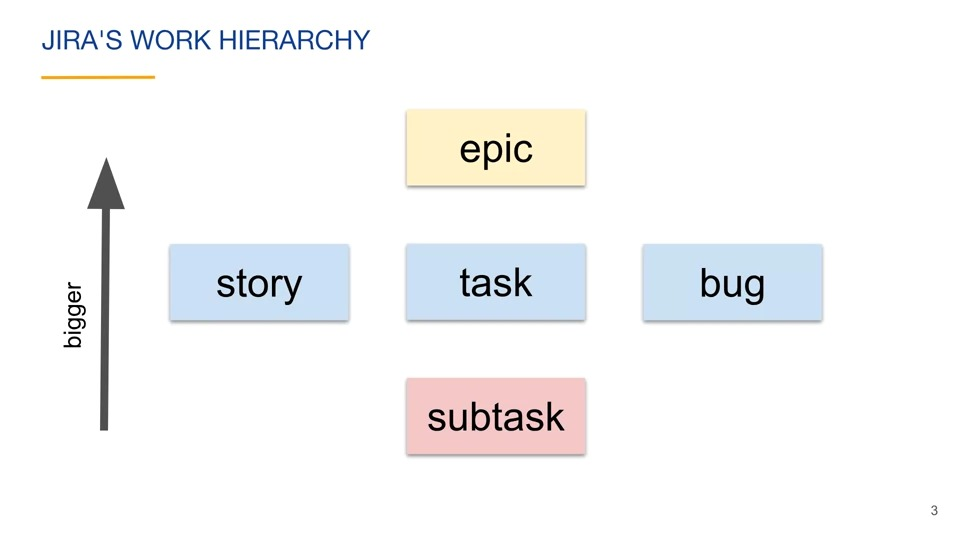 JIRA'S WORK HIERARCHY
epic
bigger
story
task
bug
subtask
3